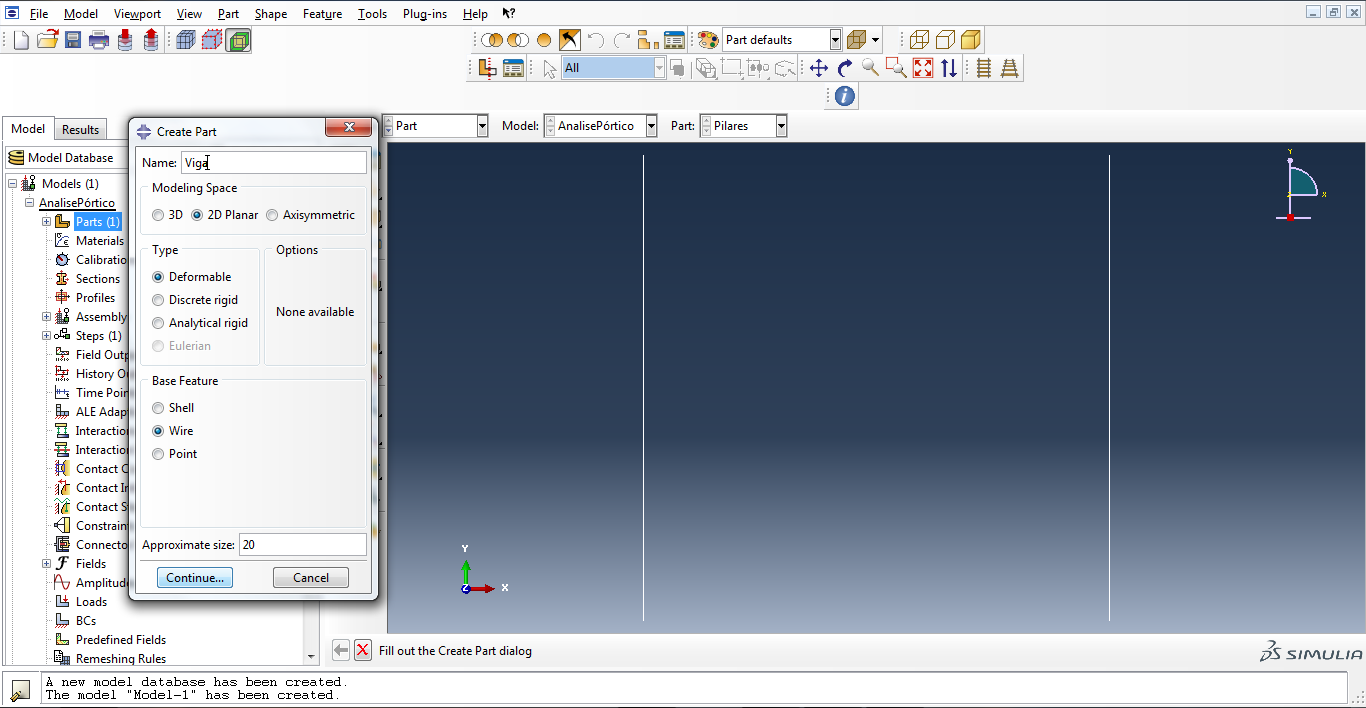 File Model Viewport View Part Shape Feature Tools Plug-ins Help
Part defaults
All
Model Results
Part Model: AnalisePórtico Part: Pilares
Model Database
Models (1)
AnalisePórtico
Parts (1)
Materials
Calibratio
Sections
Profiles
Assembly
Steps (1)
Field Outp
History O
Time Poin
ALE Adap
Interaction
Interaction
Contact C
Contact In
Contact S
Constrain
Connecto
Fields
Amplitude
Loads
BCs
Predefined Fields
Remeshing Rules
Create Part
Name: Viga
Modeling Space
3D 2D Planar Axisymmetric
Type
Deformable
Discrete rigid
Analytical rigid
Eulerian
Options
None available
Base Feature
Shell
Wire
Point
Approximate size: 20
Continue... Cancel
Y
X
Z
Y
X
Z
Fill out the Create Part dialog
SIMULIA
A new model database has been created.
The model "Model-1" has been created.